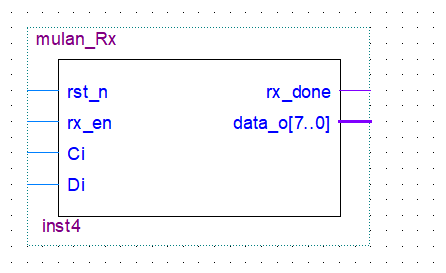 mulan_Rx
rst_n rx_done
rx_en data_o[7..0]
Ci
Di
inst4